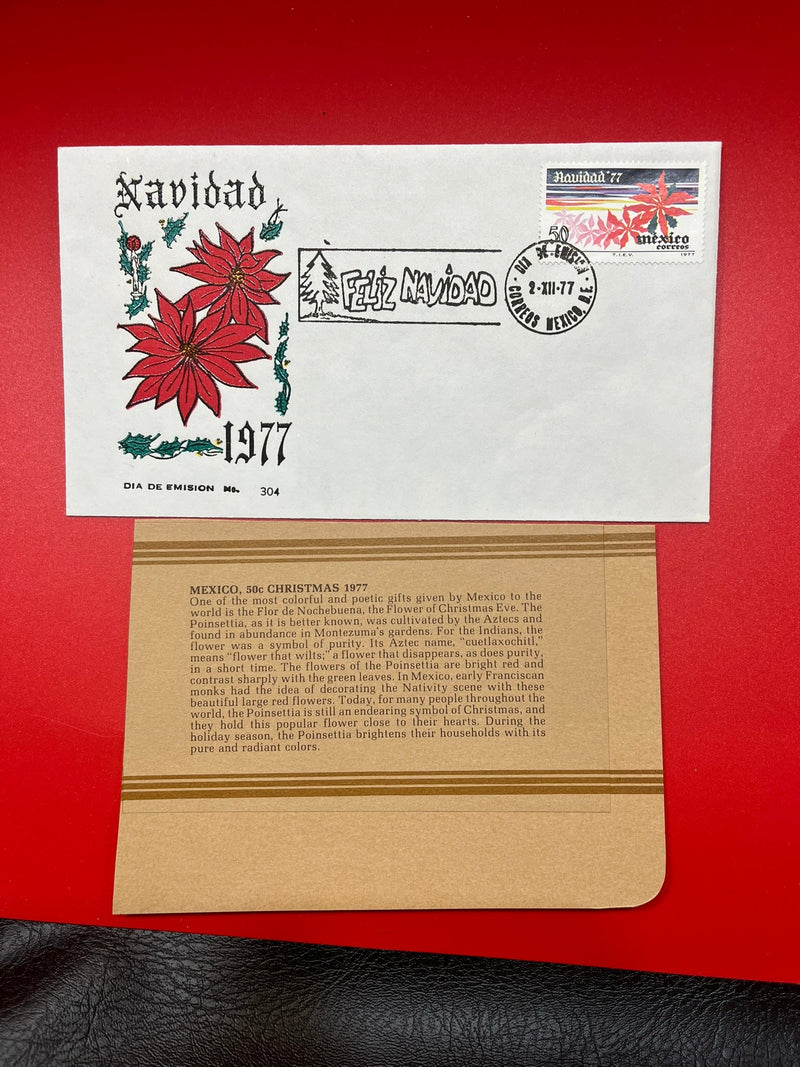 Navidad
Navidad '77
50
méxico
correos
T.I.E.V. 1977
FELIZ NAVIDAD
DIA DE EMISION
2·XII·77
CORREOS MEXICO, D.F.
1977
DIA DE EMISION No. 304
MEXICO, 50c CHRISTMAS 1977
One of the most colorful and poetic gifts given by Mexico to the
world is the Flor de Nochebuena, the Flower of Christmas Eve. The
Poinsettia, as it is better known, was cultivated by the Aztecs and
found in abundance in Montezuma's gardens. For the Indians, the
flower was a symbol of purity. Its Aztec name, "cuetlaxochitl,"
means "flower that wilts;" a flower that disappears, as does purity,
in a short time. The flowers of the Poinsettia are bright red and
contrast sharply with the green leaves. In Mexico, early Franciscan
monks had the idea of decorating the Nativity scene with these
beautiful large red flowers. Today, for many people throughout the
world, the Poinsettia is still an endearing symbol of Christmas, and
they hold this popular flower close to their hearts. During the
holiday season, the Poinsettia brightens their households with its
pure and radiant colors.